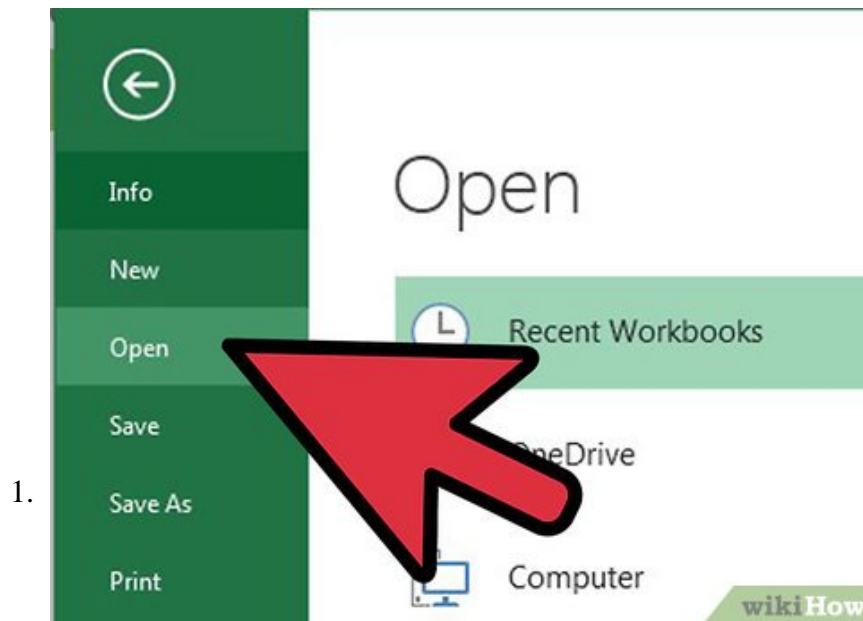 Info
New
Open
Save
Save As
Print
Open
Recent Workbooks
OneDrive
Computer
1.
wikiHow